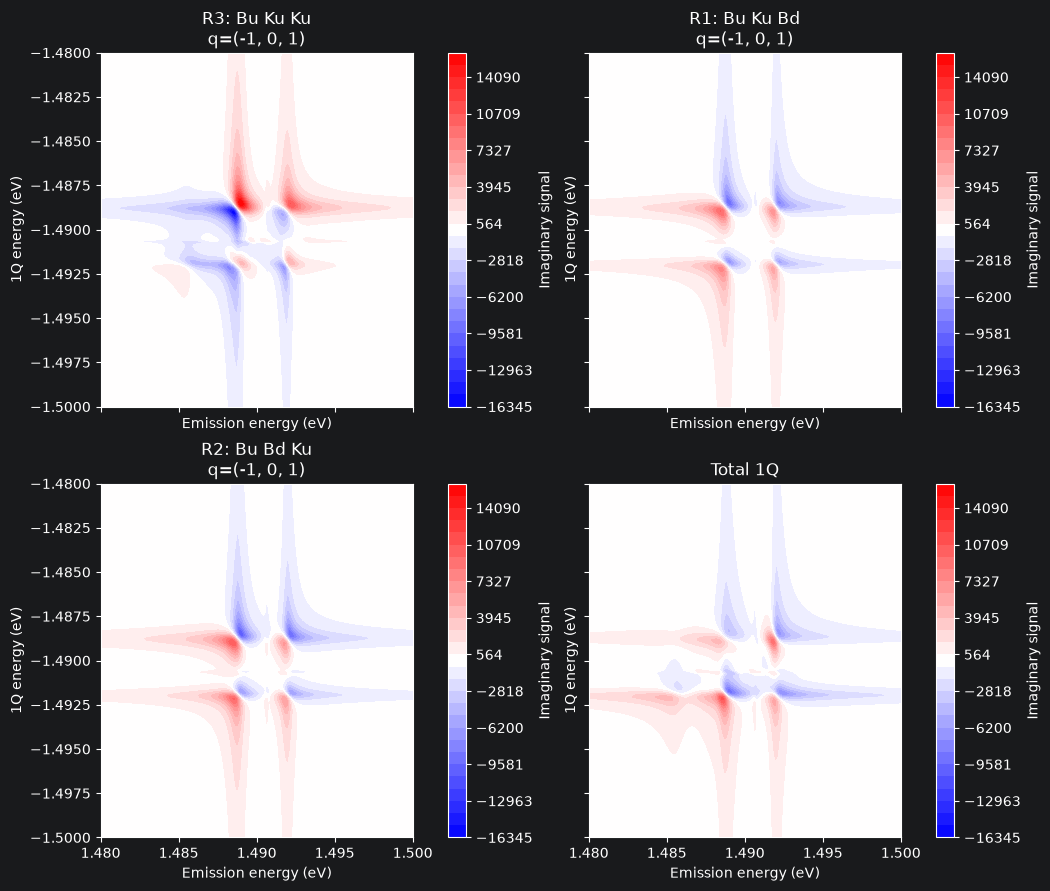 R3: Bu Ku Ku
q=(-1, 0, 1)
−1.4800
−1.4825
−1.4850
−1.4875
−1.4900
−1.4925
−1.4950
−1.4975
−1.5000
1Q energy (eV)
Emission energy (eV)
14090
10709
7327
3945
564
−2818
−6200
−9581
−12963
−16345
Imaginary signal
R1: Bu Ku Bd
q=(-1, 0, 1)
1Q energy (eV)
Emission energy (eV)
14090
10709
7327
3945
564
−2818
−6200
−9581
−12963
−16345
Imaginary signal
R2: Bu Bd Ku
q=(-1, 0, 1)
−1.4800
−1.4825
−1.4850
−1.4875
−1.4900
−1.4925
−1.4950
−1.4975
−1.5000
1Q energy (eV)
1.480 1.485 1.490 1.495 1.500
Emission energy (eV)
14090
10709
7327
3945
564
−2818
−6200
−9581
−12963
−16345
Imaginary signal
Total 1Q
1Q energy (eV)
1.480 1.485 1.490 1.495 1.500
Emission energy (eV)
14090
10709
7327
3945
564
−2818
−6200
−9581
−12963
−16345
Imaginary signal